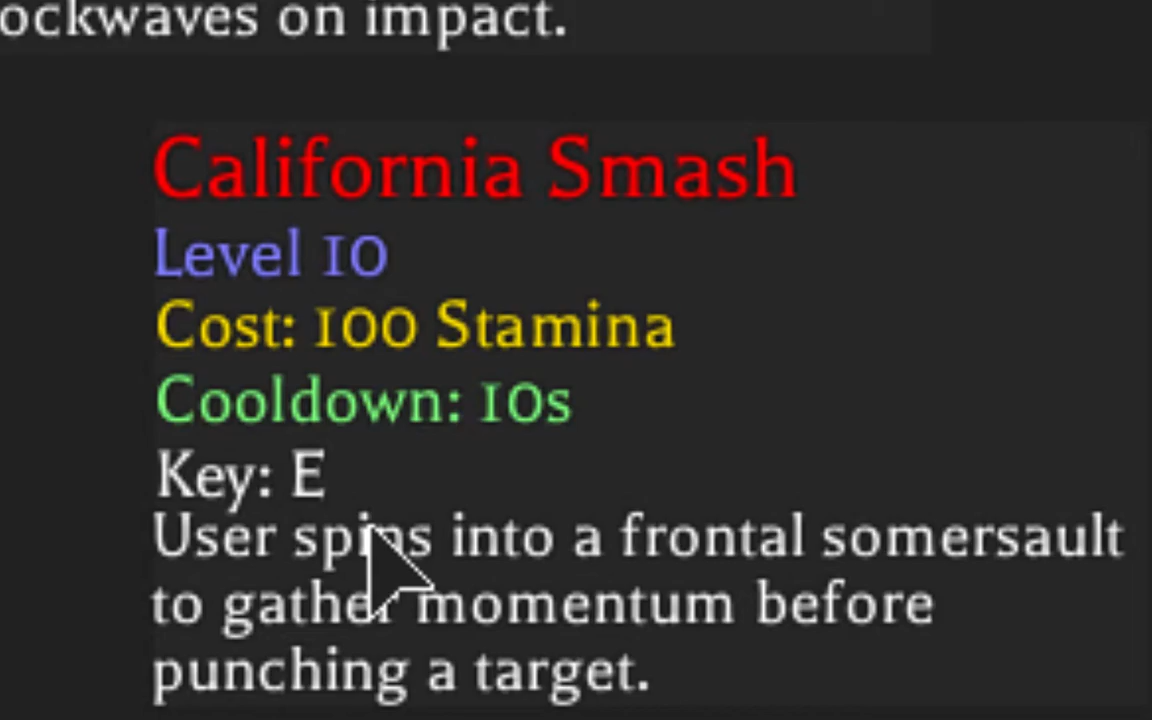 ockwaves on impact.
California Smash
Level 10
Cost: 100 Stamina
Cooldown: 10s
Key: E
User spins into a frontal somersault
to gather momentum before
punching a target.